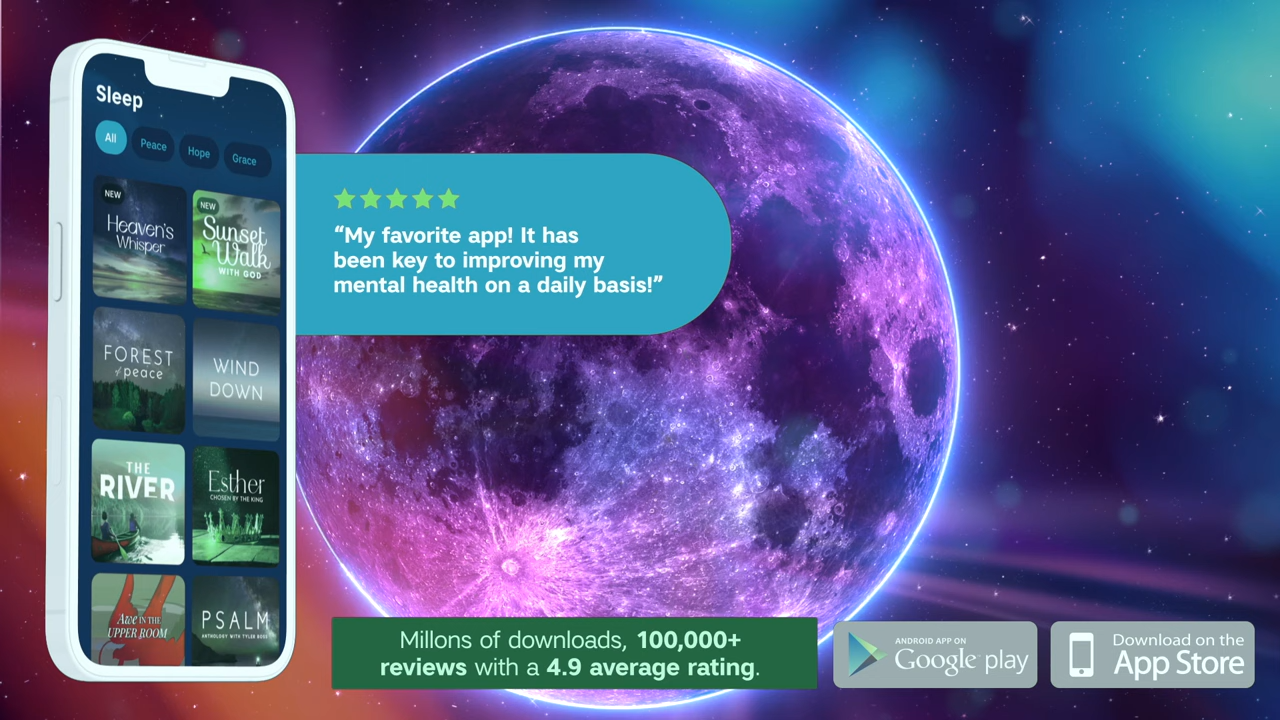 Sleep
All
Peace
Hope
Grace
NEW
Heaven's
Whisper
NEW
Sunset
Walk
WITH GOD
FOREST
of peace
WIND
DOWN
THE
RIVER
Esther
CHOSEN BY THE KING
Awe IN THE
UPPER ROOM
PSALM
ANTHOLOGY WITH TYLER BOSS
“My favorite app! It has
been key to improving my
mental health on a daily basis!”
Millons of downloads, 100,000+
reviews with a 4.9 average rating.
ANDROID APP ON
Google play
Download on the
App Store